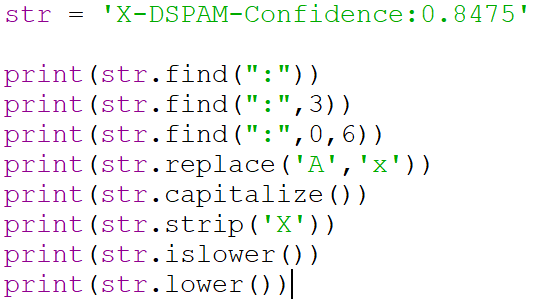 str = 'X-DSPAM-Confidence:0.8475'
print(str.find(":"))
print(str.find(":",3))
print(str.find(":",0,6))
print(str.replace('A','x'))
print(str.capitalize())
print(str.strip('X'))
print(str.islower())
print(str.lower())